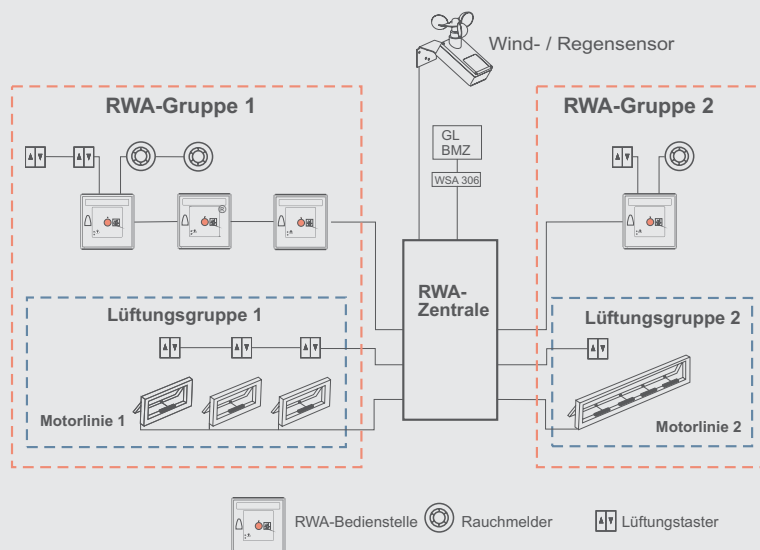 Wind- / Regensensor
RWA-Gruppe 1
RWA-Gruppe 2
GL
BMZ
WSA 306
RWA-
Zentrale
Lüftungsgruppe 1
Lüftungsgruppe 2
Motorlinie 1
Motorlinie 2
RWA-Bedienstelle
Rauchmelder
Lüftungstaster